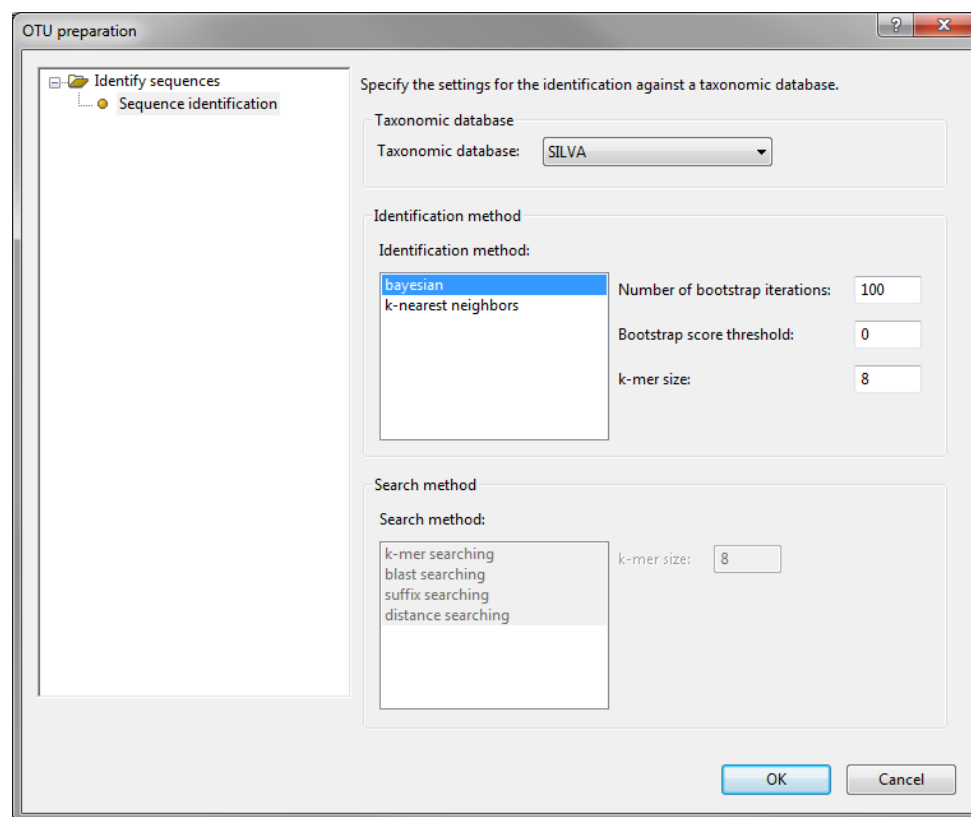 OTU preparation
Identify sequences
Sequence identification
Specify the settings for the identification against a taxonomic database.
Taxonomic database
Taxonomic database: SILVA
Identification method
Identification method:
bayesian
k-nearest neighbors
Number of bootstrap iterations: 100
Bootstrap score threshold: 0
k-mer size: 8
Search method
Search method:
k-mer searching
blast searching
suffix searching
distance searching
k-mer size: 8
OK Cancel